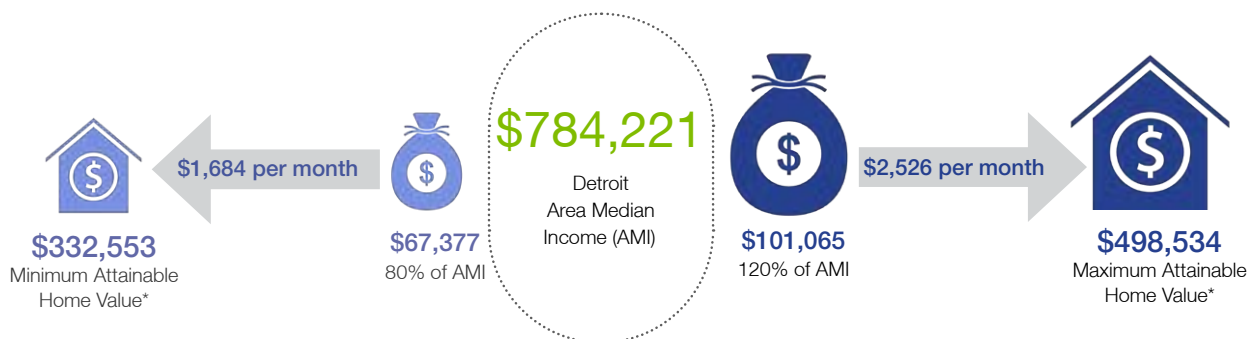 $1,684 per month
$332,553
Minimum Attainable
Home Value*
$
$67,377
80% of AMI
$784,221
Detroit
Area Median
Income (AMI)
$
$101,065
120% of AMI
$2,526 per month
$
$498,534
Maximum Attainable
Home Value*
$